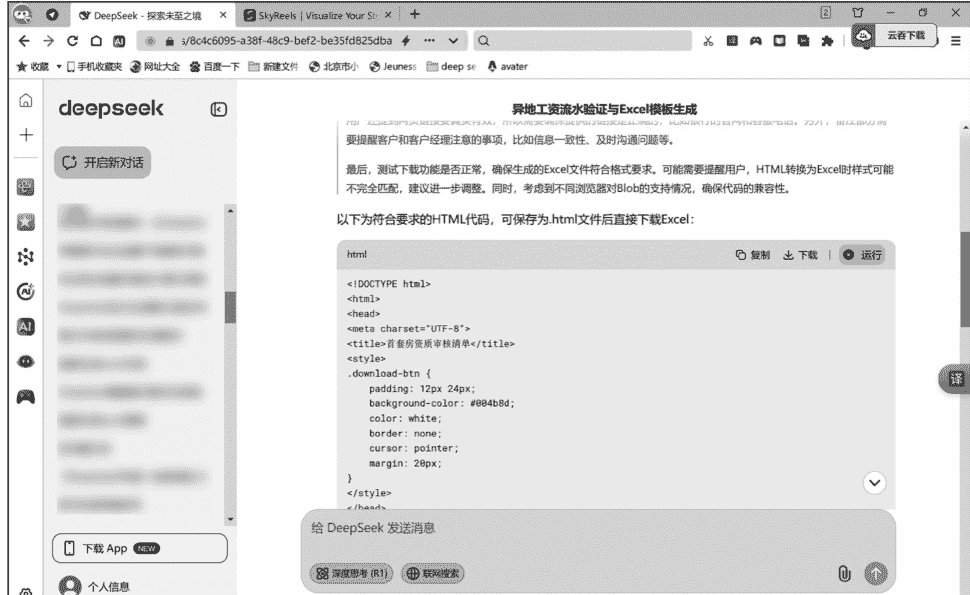 DeepSeek - 探索未至之境
SkyReels | Visualize Your St
2
s/8c4c6095-a38f-48c9-bef2-be35fd825dba
云吞下载
收藏
手机收藏夹
网址大全
百度一下
新建文件
北京市小
Jeuness
deep se
avater
deepseek
开启新对话
下载 App NEW
个人信息
异地工资流水验证与Excel模板生成
要提醒客户和客户经理注意的事项，比如信息一致性、及时沟通问题等。
最后，测试下载功能是否正常，确保生成的Excel文件符合格式要求。可能需要提醒用户，HTML转换为Excel时样式可能
不完全匹配，建议进一步调整。同时，考虑到不同浏览器对Blob的支持情况，确保代码的兼容性。
以下为符合要求的HTML代码，可保存为.html文件后直接下载Excel：
html
复制
下载
运行
<!DOCTYPE html>
<html>
<head>
<meta charset="UTF-8">
<title>首套房资质审核清单</title>
<style>
.download-btn {
padding: 12px 24px;
background-color: #004b8d;
color: white;
border: none;
cursor: pointer;
margin: 20px;
}
</style>
</head>
给 DeepSeek 发送消息
深度思考 (R1)
联网搜索
译